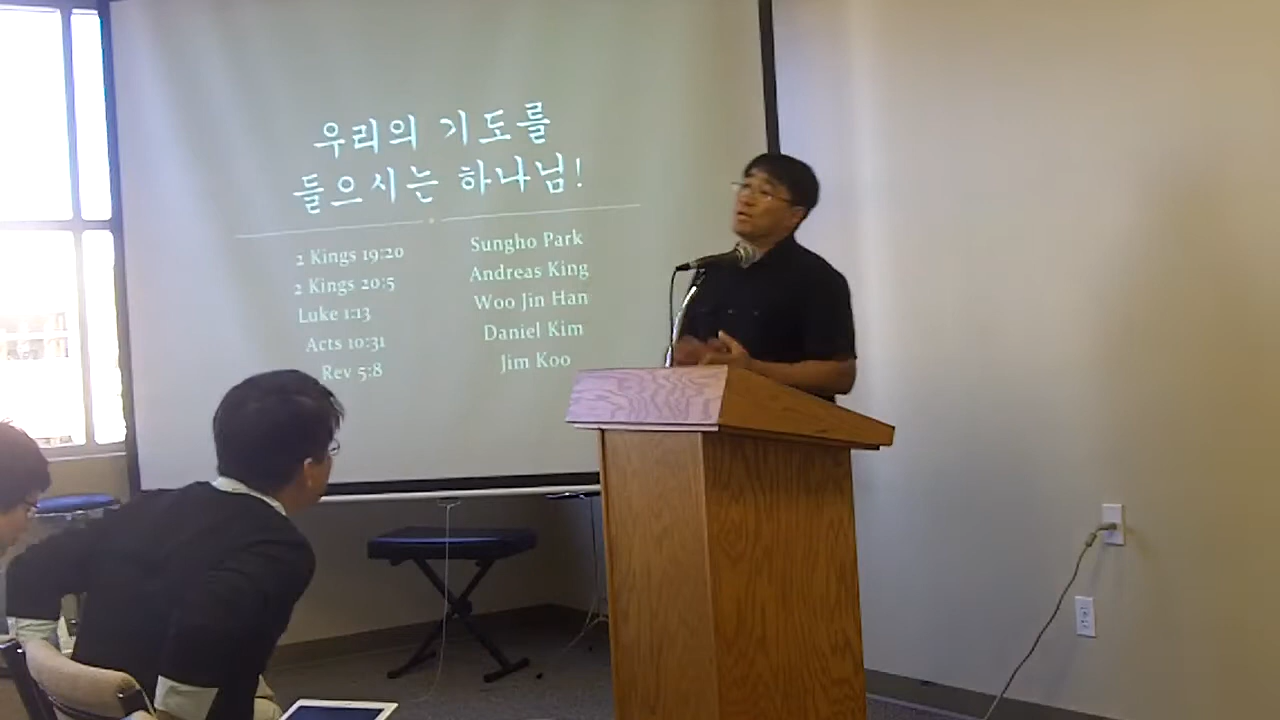 우리의 기도를
들으시는 하나님!
2 Kings 19:20 Sungho Park
2 Kings 20:5 Andreas King
Luke 1:13 Woo Jin Han
Acts 10:31 Daniel Kim
Rev 5:8 Jim Koo